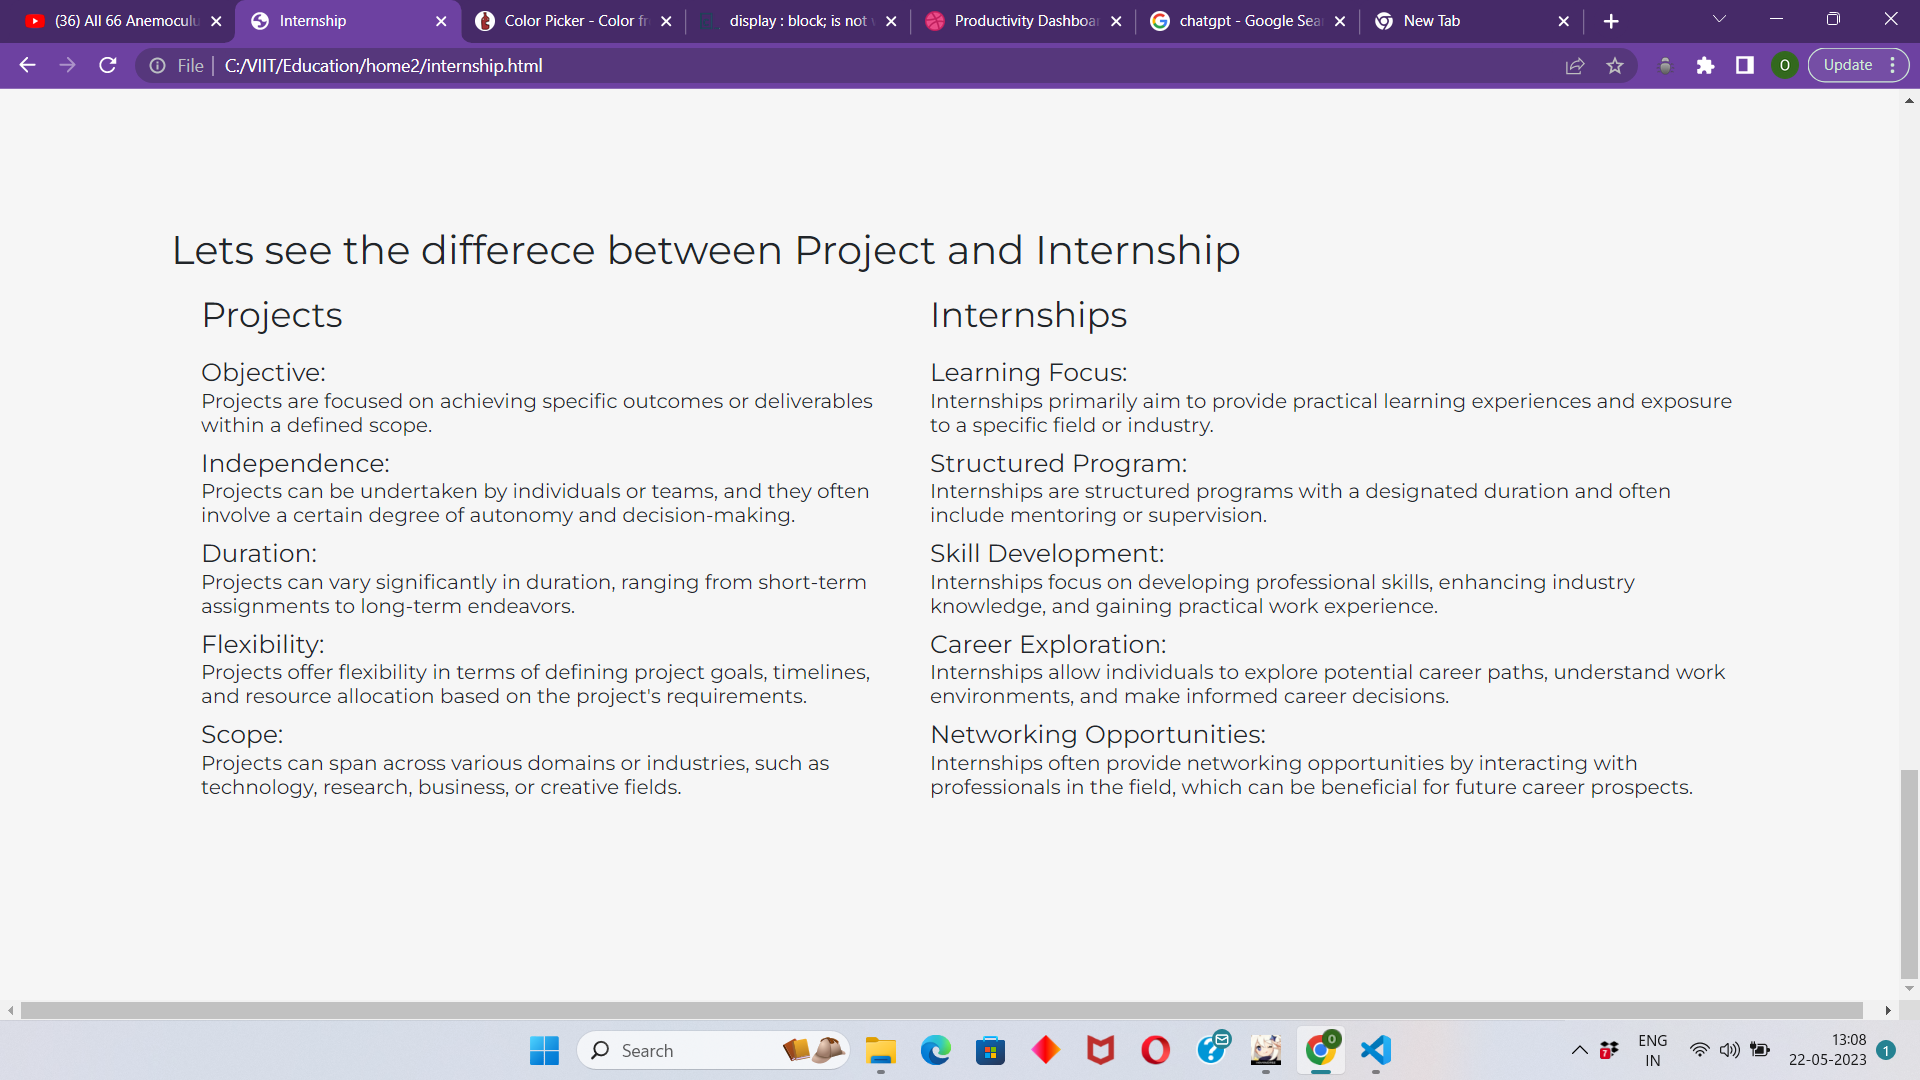 (36) All 66 Anemoculu
Internship
Color Picker - Color fr
display : block; is not
Productivity Dashboa
chatgpt - Google Sea
New Tab
File
C:/VIIT/Education/home2/internship.html
O
Update
Lets see the differece between Project and Internship
Projects
Objective:
Projects are focused on achieving specific outcomes or deliverables
within a defined scope.
Independence:
Projects can be undertaken by individuals or teams, and they often
involve a certain degree of autonomy and decision-making.
Duration:
Projects can vary significantly in duration, ranging from short-term
assignments to long-term endeavors.
Flexibility:
Projects offer flexibility in terms of defining project goals, timelines,
and resource allocation based on the project's requirements.
Scope:
Projects can span across various domains or industries, such as
technology, research, business, or creative fields.
Internships
Learning Focus:
Internships primarily aim to provide practical learning experiences and exposure
to a specific field or industry.
Structured Program:
Internships are structured programs with a designated duration and often
include mentoring or supervision.
Skill Development:
Internships focus on developing professional skills, enhancing industry
knowledge, and gaining practical work experience.
Career Exploration:
Internships allow individuals to explore potential career paths, understand work
environments, and make informed career decisions.
Networking Opportunities:
Internships often provide networking opportunities by interacting with
professionals in the field, which can be beneficial for future career prospects.
Search
O
7
ENG
IN
13:08
22-05-2023
1